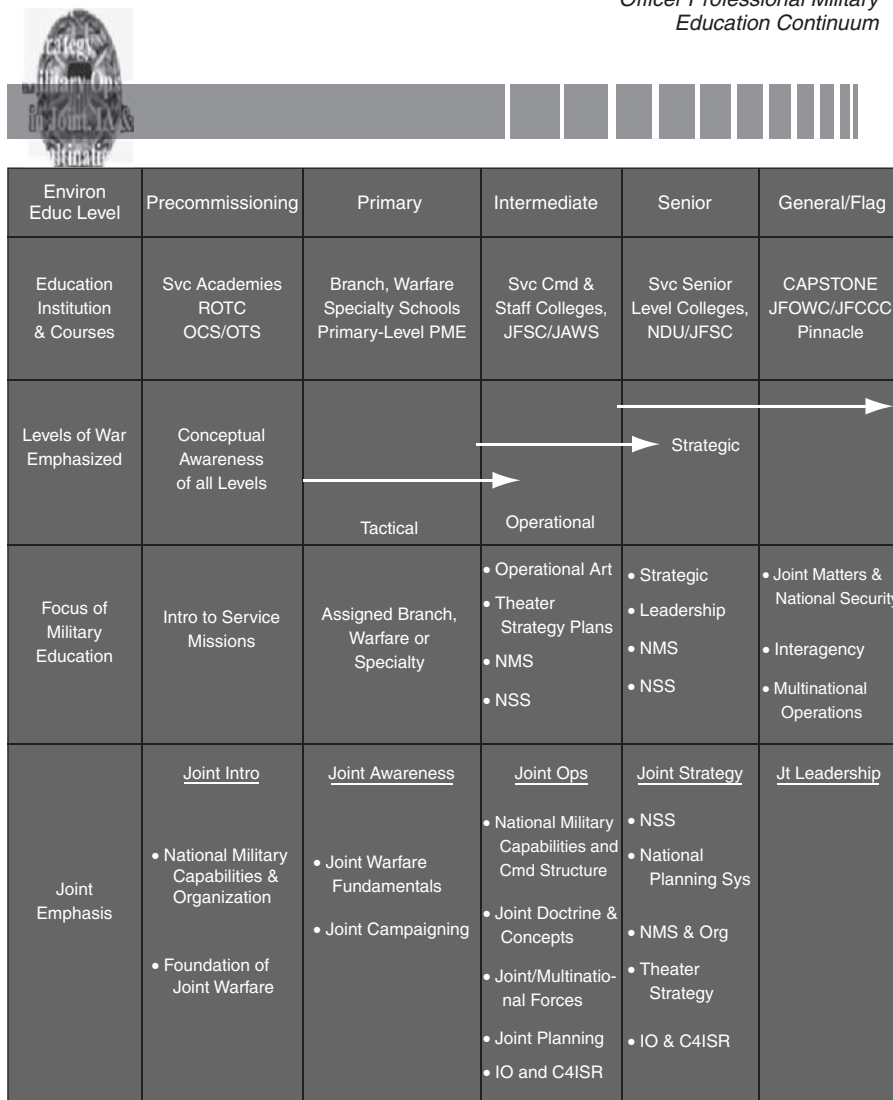 Officer Professional Military
Education Continuum
Strategy
Military Ops
in Joint, IA &
Multinati
Environ
Educ Level
Precommissioning
Primary
Intermediate
Senior
General/Flag
Education
Institution
& Courses
Svc Academies
ROTC
OCS/OTS
Branch, Warfare
Specialty Schools
Primary-Level PME
Svc Cmd &
Staff Colleges,
JFSC/JAWS
Svc Senior
Level Colleges,
NDU/JFSC
CAPSTONE
JFOWC/JFCCC
Pinnacle
Levels of War
Emphasized
Conceptual
Awareness
of all Levels
Tactical
Operational
Strategic
Focus of
Military
Education
Intro to Service
Missions
Assigned Branch,
Warfare or
Specialty
• Operational Art
• Theater
Strategy Plans
• NMS
• NSS
• Strategic
• Leadership
• NMS
• NSS
• Joint Matters &
National Security
• Interagency
• Multinational
Operations
Joint
Emphasis
Joint Intro
• National Military
Capabilities &
Organization
• Foundation of
Joint Warfare
Joint Awareness
• Joint Warfare
Fundamentals
• Joint Campaigning
Joint Ops
• National Military
Capabilities and
Cmd Structure
• Joint Doctrine &
Concepts
• Joint/Multinatio-
nal Forces
• Joint Planning
• IO and C4ISR
Joint Strategy
• NSS
• National
Planning Sys
• NMS & Org
• Theater
Strategy
• IO & C4ISR
Jt Leadership